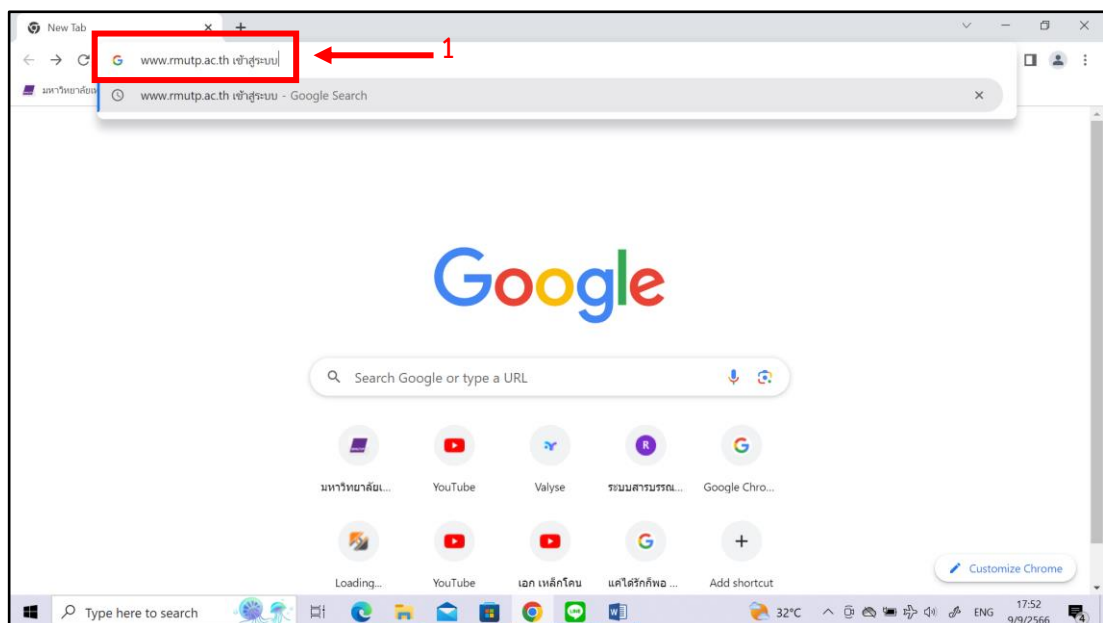 New Tab
www.rmutp.ac.th เข้าสู่ระบบ
1
www.rmutp.ac.th เข้าสู่ระบบ - Google Search
Google
Search Google or type a URL
มหาวิทยาลัยเ...
YouTube
Valyse
ระบบสารบรรณ...
Google Chro...
Loading...
YouTube
เอก เหล็กโคน
แค่ได้รักก็พอ ...
Add shortcut
Customize Chrome
Type here to search
32°C
ENG
17:52
9/9/2566
4